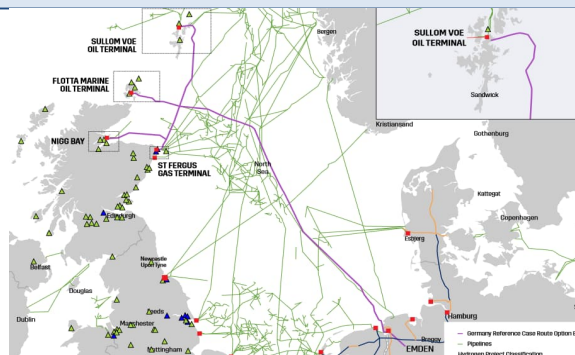 SULLOM VOE
OIL TERMINAL
Bergen
SULLOM VOE
OIL TERMINAL
Sandwick
FLOTTA MARINE
OIL TERMINAL
Kristiansand
Gothenburg
NIGG BAY
ST FERGUS
GAS TERMINAL
North
Sea
Kattegat
Edinburgh
Copenhagen
Esbjerg
Newcastle
Upon Tyne
Belfast
Douglas
Dublin
Leeds
Manchester
Nottingham
Hamburg
EMDEN
Germany Reference Case Route Option
Pipelines
Hydrogen Project Classification